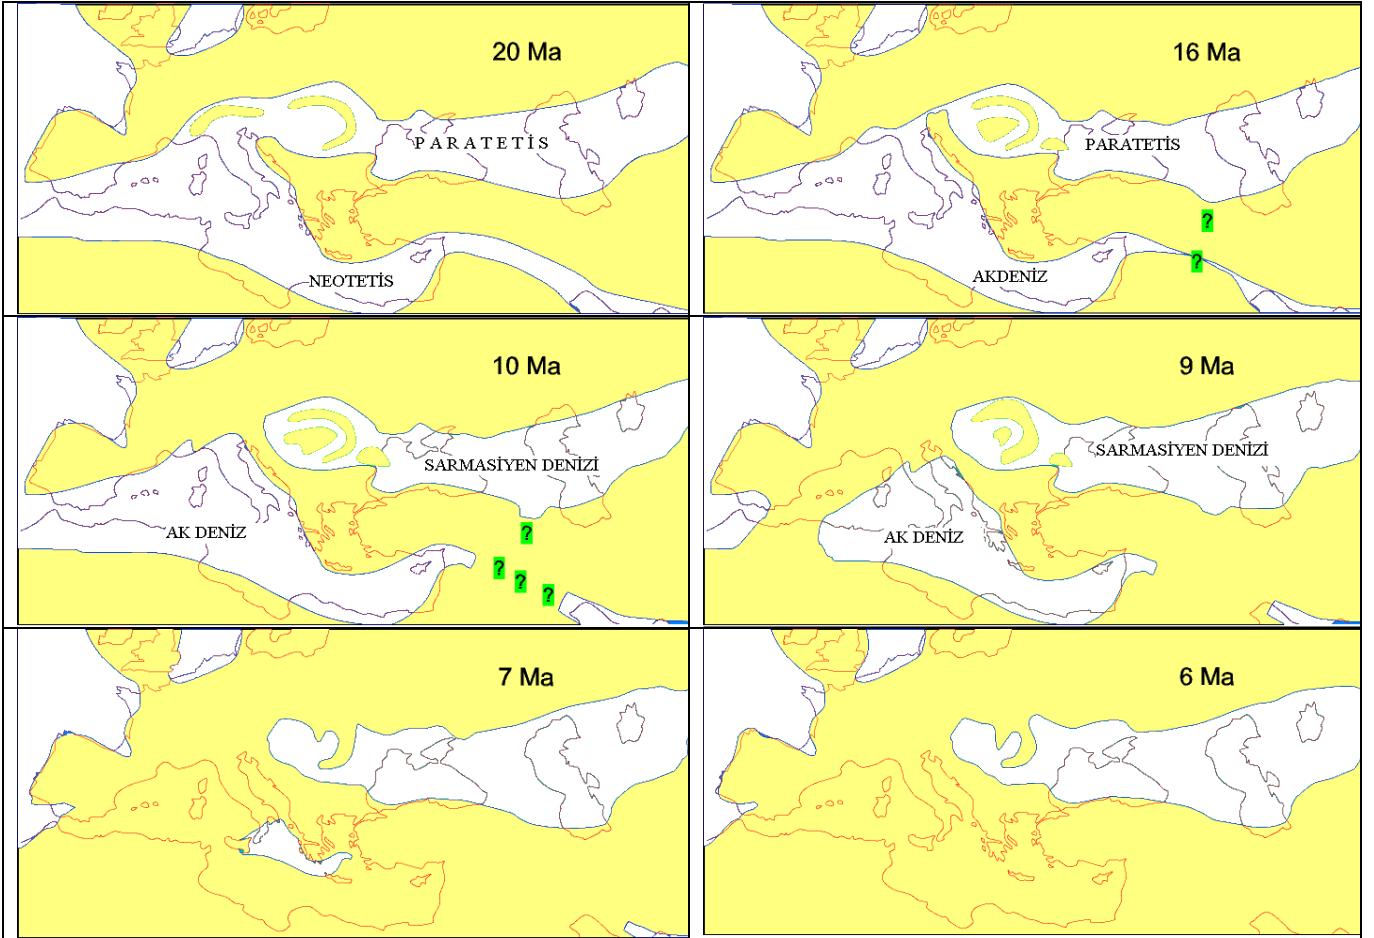 20 Ma
PARATETİS
NEOTETİS
16 Ma
PARATETİS
?
?
AKDENİZ
10 Ma
SARMASİYEN DENİZİ
AK DENİZ
?
?
?
?
9 Ma
SARMASİYEN DENİZİ
AK DENİZ
7 Ma
6 Ma